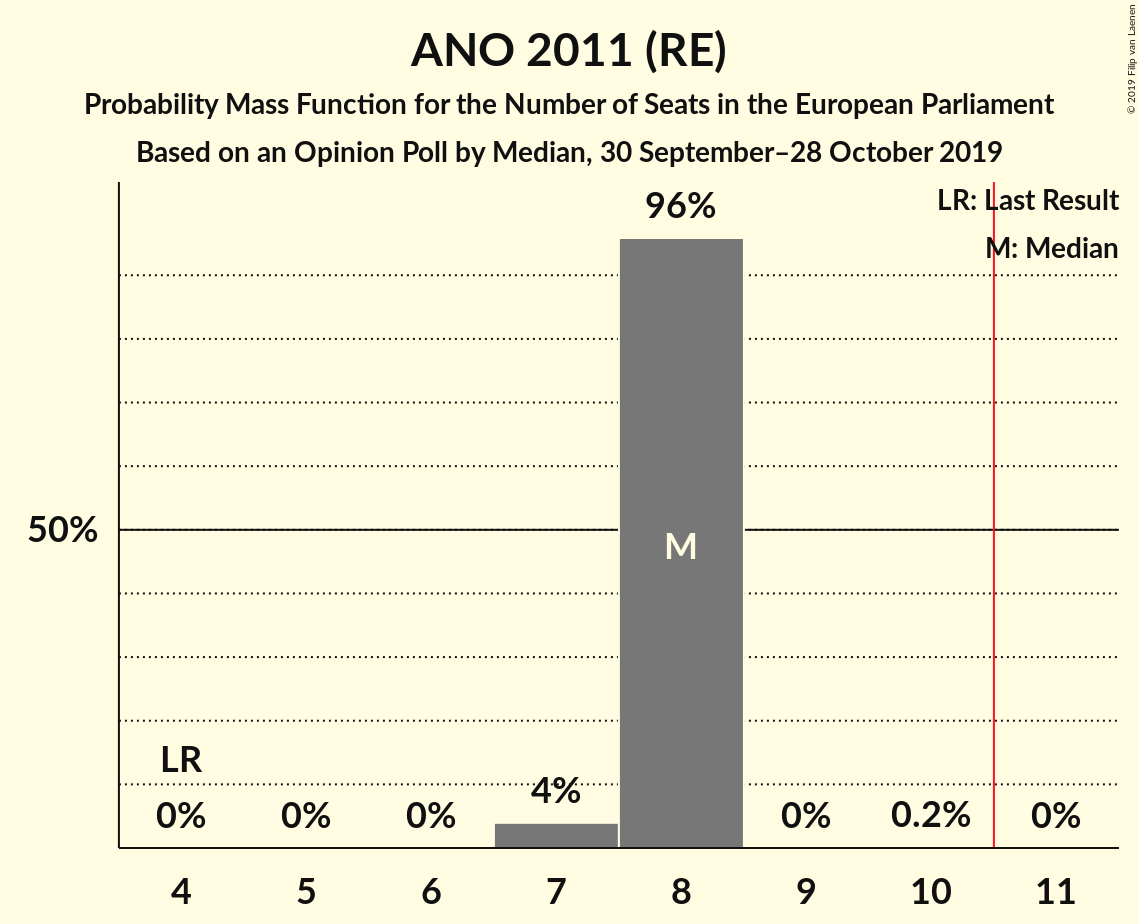 ANO 2011 (RE)
Probability Mass Function for the Number of Seats in the European Parliament
Based on an Opinion Poll by Median, 30 September–28 October 2019
© 2019 Filip van Laenen
LR: Last Result
M: Median
96%
50%
M
LR
0%
0%
0%
4%
0%
0.2%
0%
4
5
6
7
8
9
10
11